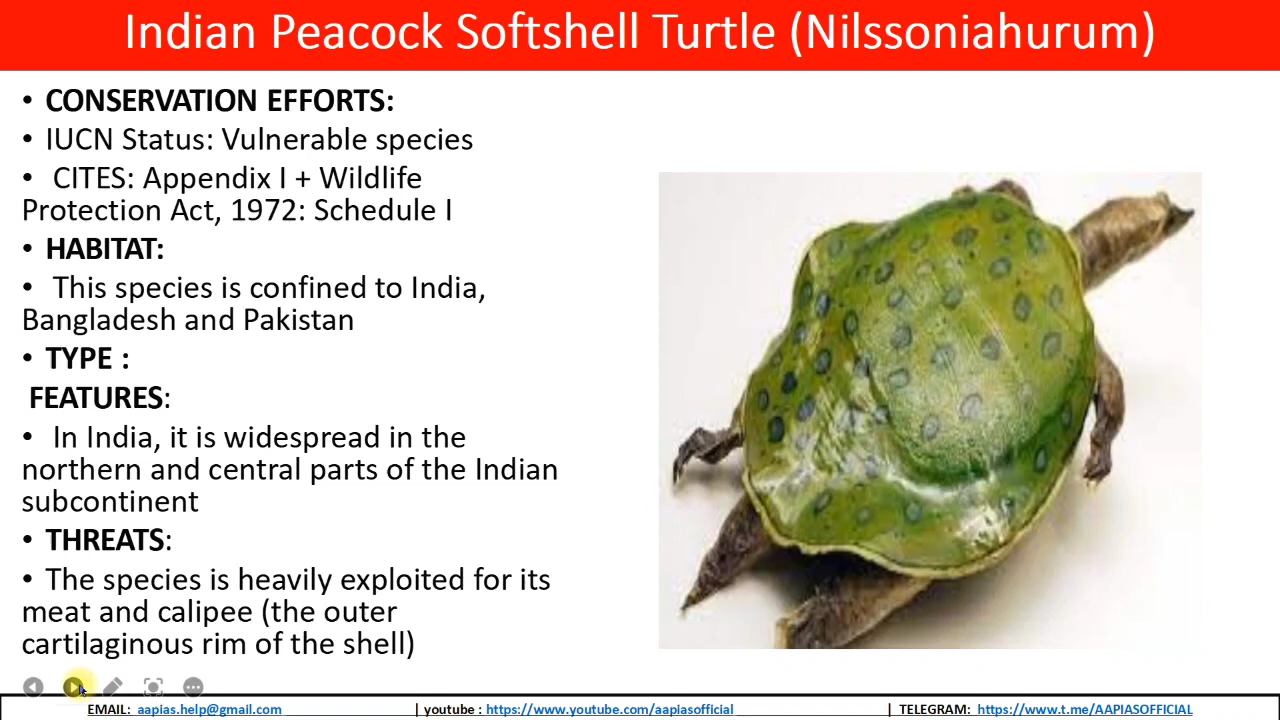 Indian Peacock Softshell Turtle (Nilssoniahurum)
• CONSERVATION EFFORTS:
• IUCN Status: Vulnerable species
• CITES: Appendix I + Wildlife
Protection Act, 1972: Schedule I
• HABITAT:
• This species is confined to India,
Bangladesh and Pakistan
• TYPE :
FEATURES:
• In India, it is widespread in the
northern and central parts of the Indian
subcontinent
• THREATS:
• The species is heavily exploited for its
meat and calipee (the outer
cartilaginous rim of the shell)
EMAIL: aapias.help@gmail.com | youtube : https://www.youtube.com/aapiasofficial | TELEGRAM: https://www.t.me/AAPIASOFFICIAL